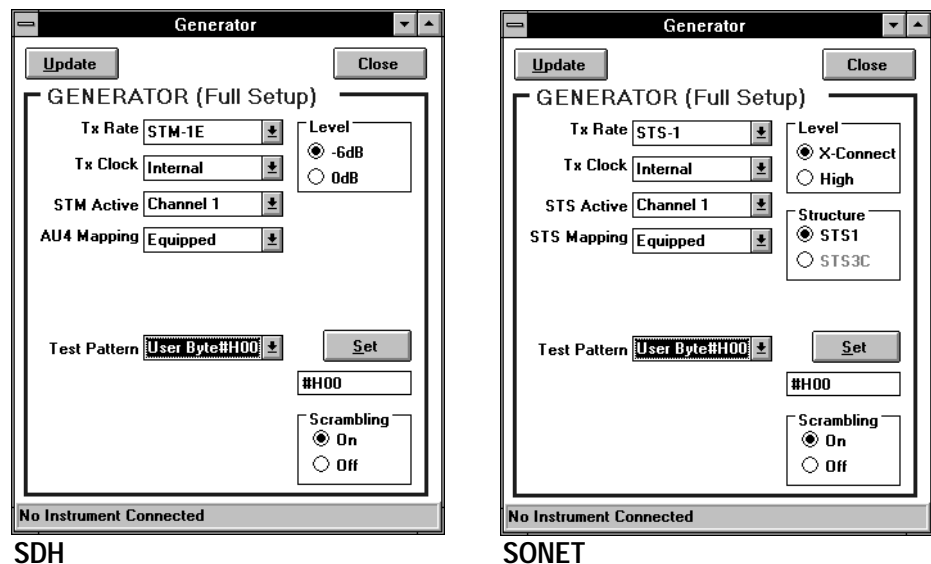 Generator
Update
Close
GENERATOR (Full Setup)
Tx Rate STM-1E
Level
-6dB
0dB
Tx Clock Internal
STM Active Channel 1
AU4 Mapping Equipped
Test Pattern User Byte#H00
Set
#H00
Scrambling
On
Off
No Instrument Connected
SDH
Generator
Update
Close
GENERATOR (Full Setup)
Tx Rate STS-1
Level
X-Connect
High
Tx Clock Internal
STS Active Channel 1
Structure
STS1
STS3C
STS Mapping Equipped
Test Pattern User Byte#H00
Set
#H00
Scrambling
On
Off
No Instrument Connected
SONET